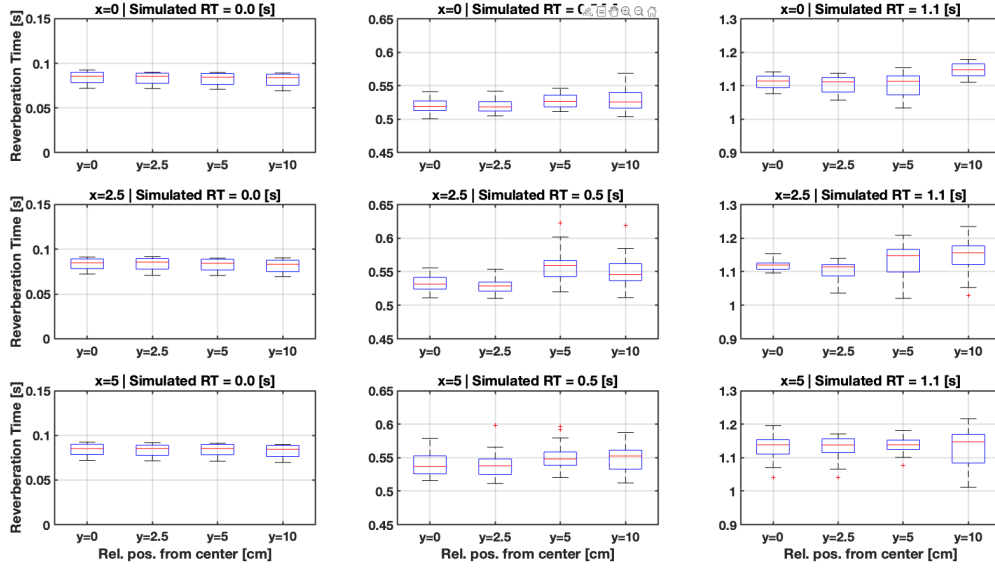 x=0 | Simulated RT = 0.0 [s]
x=0 | Simulated RT = 0
x=0 | Simulated RT = 1.1 [s]
Reverberation Time [s]
0.15
0.1
0.05
0
y=0 y=2.5 y=5 y=10
0.65
0.6
0.55
0.5
0.45
y=0 y=2.5 y=5 y=10
1.3
1.2
1.1
1
0.9
y=0 y=2.5 y=5 y=10
x=2.5 | Simulated RT = 0.0 [s]
x=2.5 | Simulated RT = 0.5 [s]
x=2.5 | Simulated RT = 1.1 [s]
Reverberation Time [s]
0.15
0.1
0.05
0
y=0 y=2.5 y=5 y=10
0.65
0.6
0.55
0.5
0.45
y=0 y=2.5 y=5 y=10
1.3
1.2
1.1
1
0.9
y=0 y=2.5 y=5 y=10
x=5 | Simulated RT = 0.0 [s]
x=5 | Simulated RT = 0.5 [s]
x=5 | Simulated RT = 1.1 [s]
Reverberation Time [s]
0.15
0.1
0.05
0
y=0 y=2.5 y=5 y=10
Rel. pos. from center [cm]
0.65
0.6
0.55
0.5
0.45
y=0 y=2.5 y=5 y=10
Rel. pos. from center [cm]
1.3
1.2
1.1
1
0.9
y=0 y=2.5 y=5 y=10
Rel. pos. from center [cm]